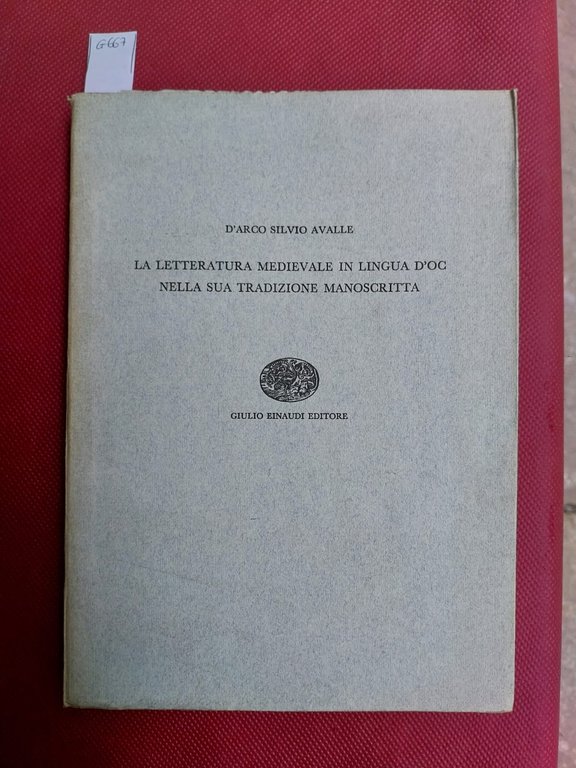 G667
D'ARCO SILVIO AVALLE
LA LETTERATURA MEDIEVALE IN LINGUA D'OC
NELLA SUA TRADIZIONE MANOSCRITTA
GIULIO EINAUDI EDITORE